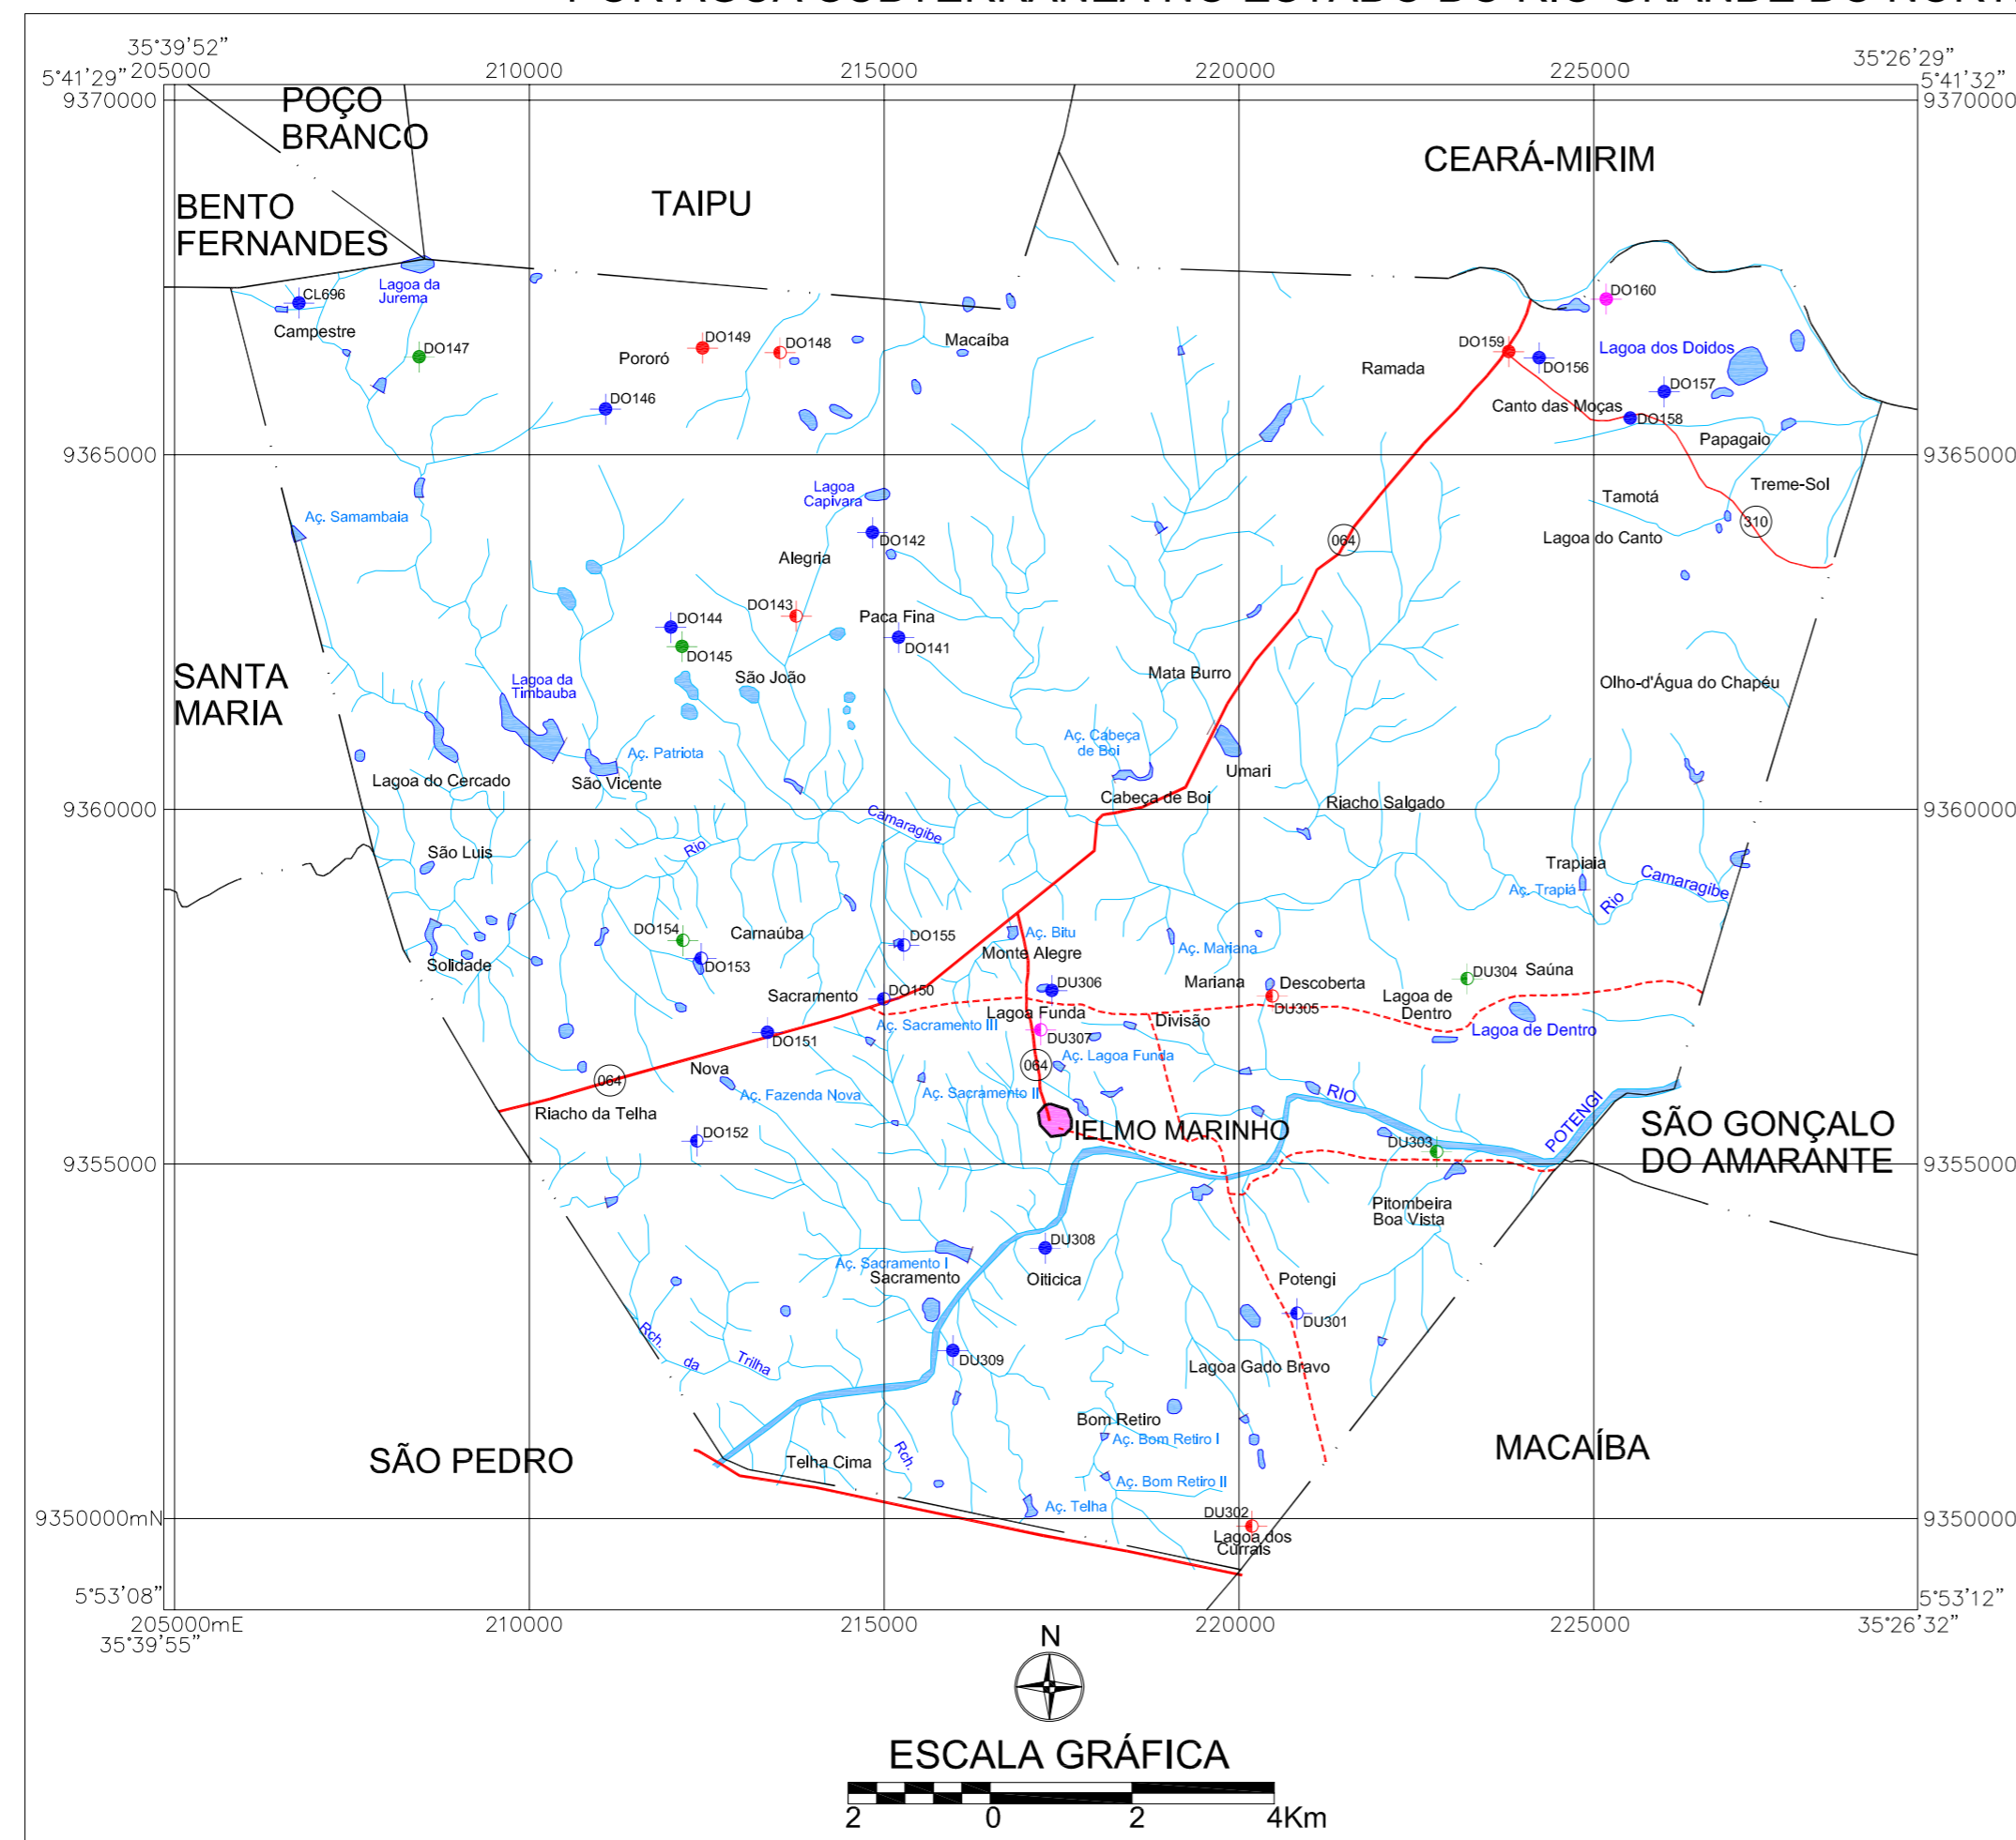 POR ÁGUA SUBTERRÂNEA NO ESTADO DO RIO GRANDE DO NORT
35°39'52"
35°26'29"
5°41'29" 205000
210000
215000
220000
225000
5°41'32"
9370000
9370000
POÇO
BRANCO
CEARÁ-MIRIM
BENTO
FERNANDES
TAIPU
Lagoa da
Jurema
CL696
Campestre
DO147
Pororó
DO149
DO148
Macaíba
DO146
DO160
DO159
DO156
Lagoa dos Doidos
Ramada
DO157
Canto das Moças
DO158
Papagaio
9365000
9365000
Lagoa
Capivara
Aç. Samambaia
DO142
Alegria
064
Tamotá
Treme-Sol
310
Lagoa do Canto
DO144
DO143
DO145
Paca Fina
DO141
São João
SANTA
MARIA
Lagoa da
Timbauba
Mata Burro
Olho-d'Água do Chapéu
Aç. Patriota
Aç. Cabeça
de Boi
Umari
Lagoa do Cercado
São Vicente
Cabeça de Boi
Riacho Salgado
9360000
9360000
Camaragibe
Rio
São Luis
Trapiaia
Aç. Trapiá
Rio
Camaragibe
DO154
Carnaúba
DO155
Aç. Bitu
Monte Alegre
Aç. Mariana
Solidade
DO153
DU306
Mariana
Descoberta
DU304
Saúna
Sacramento
DO150
Lagoa Funda
DU305
Lagoa de
Dentro
Divisão
Aç. Sacramento III
DO151
DU307
Lagoa de Dentro
Aç. Lagoa Funda
064
064
Nova
Aç. Fazenda Nova
Aç. Sacramento II
RIO
Riacho da Telha
DO152
IELMO MARINHO
POTENGI
SÃO GONÇALO
DO AMARANTE
DU303
9355000
9355000
Pitombeira
Boa Vista
DU308
Aç. Sacramento I
Sacramento
Oiticica
Potengi
DU301
Rch.
da
Trilha
DU309
Lagoa Gado Bravo
Bom Retiro
Aç. Bom Retiro I
SÃO PEDRO
Telha Cima
Rch.
MACAÍBA
Aç. Bom Retiro II
Aç. Telha
DU302
Lagoa dos
Currais
9350000mN
9350000
5°53'08"
5°53'12"
205000mE
210000
215000
220000
225000
35°39'55"
35°26'32"
N
ESCALA GRÁFICA
2 0 2 4Km